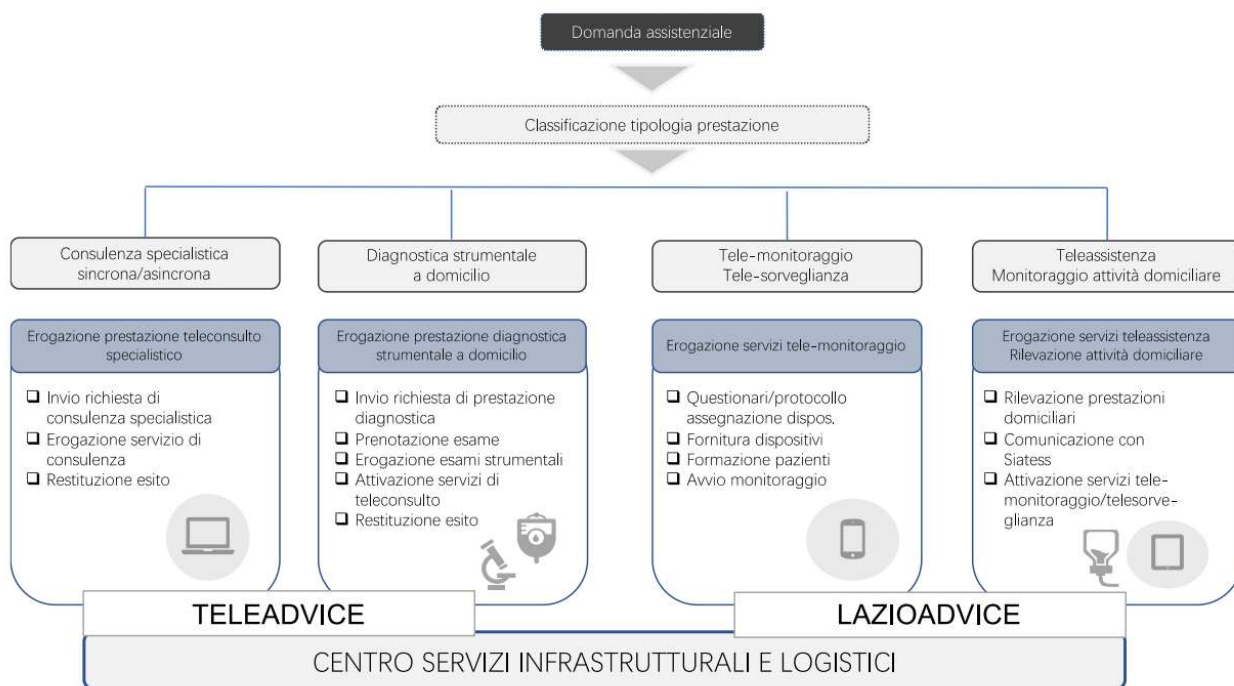 Domanda assistenziale
Classificazione tipologia prestazione
Consulenza specialistica
sincrona/asincrona
Diagnostica strumentale
a domicilio
Tele-monitoraggio
Tele-sorveglianza
Teleassistenza
Monitoraggio attività domiciliare
Erogazione prestazione teleconsulto
specialistico
❑ Invio richiesta di
consulenza specialistica
❑ Erogazione servizio di
consulenza
❑ Restituzione esito
Erogazione prestazione diagnostica
strumentale a domicilio
❑ Invio richiesta di prestazione
diagnostica
❑ Prenotazione esame
❑ Erogazione esami strumentali
❑ Attivazione servizi di
teleconsulto
❑ Restituzione esito
Erogazione servizi tele-monitoraggio
❑ Questionari/protocollo
assegnazione dispos.
❑ Fornitura dispositivi
❑ Formazione pazienti
❑ Avvio monitoraggio
Erogazione servizi teleassistenza
Rilevazione attività domiciliare
❑ Rilevazione prestazioni
domiciliari
❑ Comunicazione con
Siatess
❑ Attivazione servizi tele-
monitoraggio/telesorve-
glianza
TELEADVICE
LAZIOADVICE
CENTRO SERVIZI INFRASTRUTTURALI E LOGISTICI